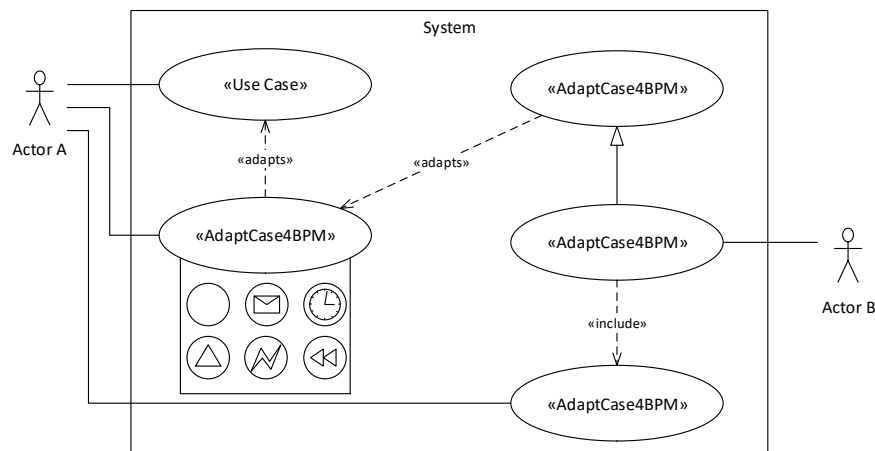 System
«Use Case»
«AdaptCase4BPM»
Actor A
«adapts»
«adapts»
«AdaptCase4BPM»
«AdaptCase4BPM»
Actor B
«include»
«AdaptCase4BPM»